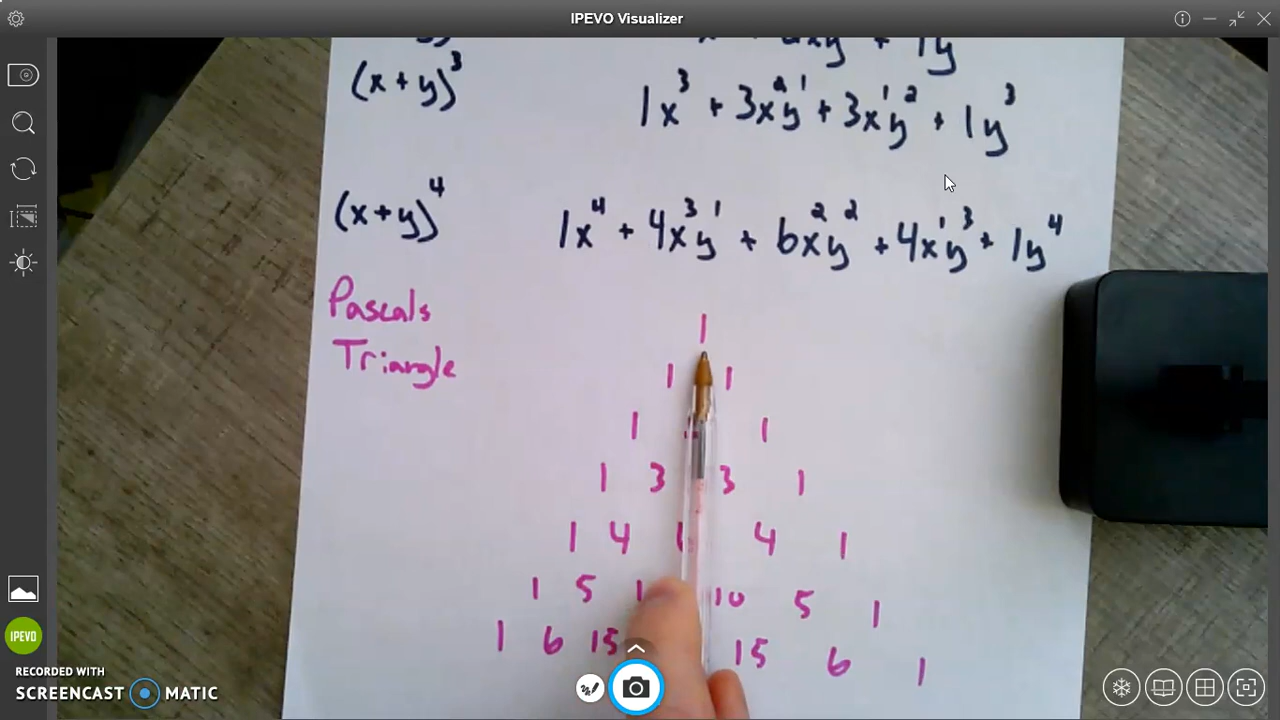 IPEVO Visualizer
(x+y)³ 1x³ + 3x²y¹ + 3x¹y² + 1y³
(x+y)⁴ 1x⁴ + 4x³y¹ + 6x²y² + 4x¹y³ + 1y⁴
Pascals
Triangle
1
1 1
1 1
1 3 3 1
1 4 4 1
1 5 10 5 1
1 6 15 15 6 1
IPEVO
RECORDED WITH
SCREENCAST MATIC